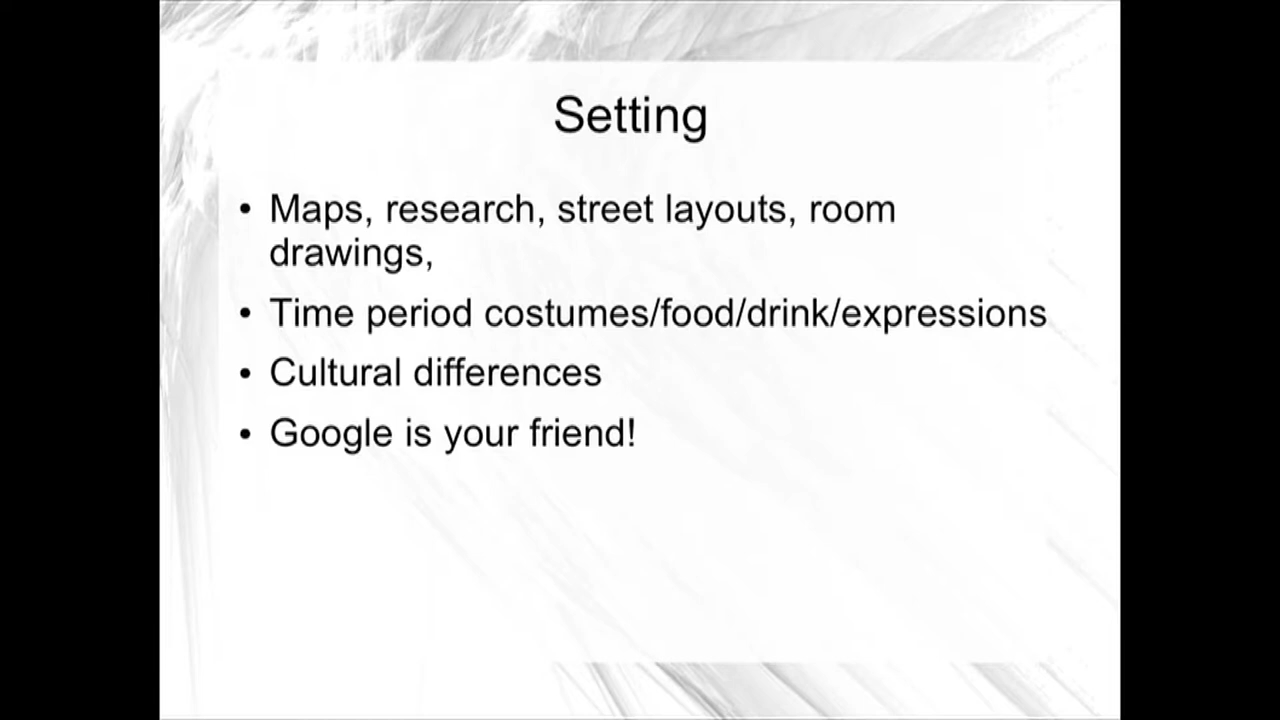 Setting
• Maps, research, street layouts, room
drawings,
• Time period costumes/food/drink/expressions
• Cultural differences
• Google is your friend!